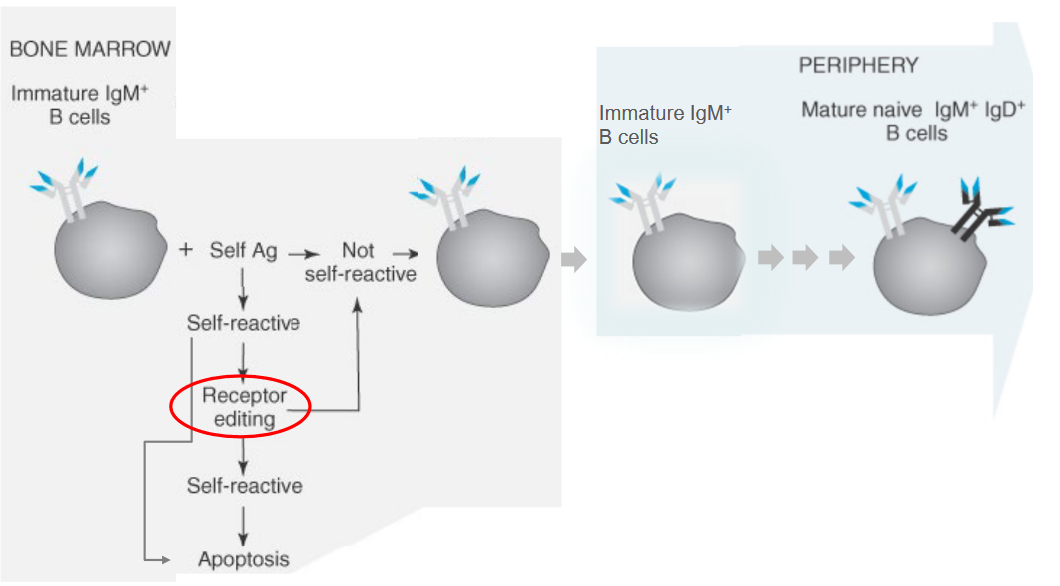 BONE MARROW
Immature IgM⁺
B cells
+ Self Ag
Not
self-reactive
Self-reactive
Receptor
editing
Self-reactive
Apoptosis
Immature IgM⁺
B cells
PERIPHERY
Mature naive IgM⁺ IgD⁺
B cells